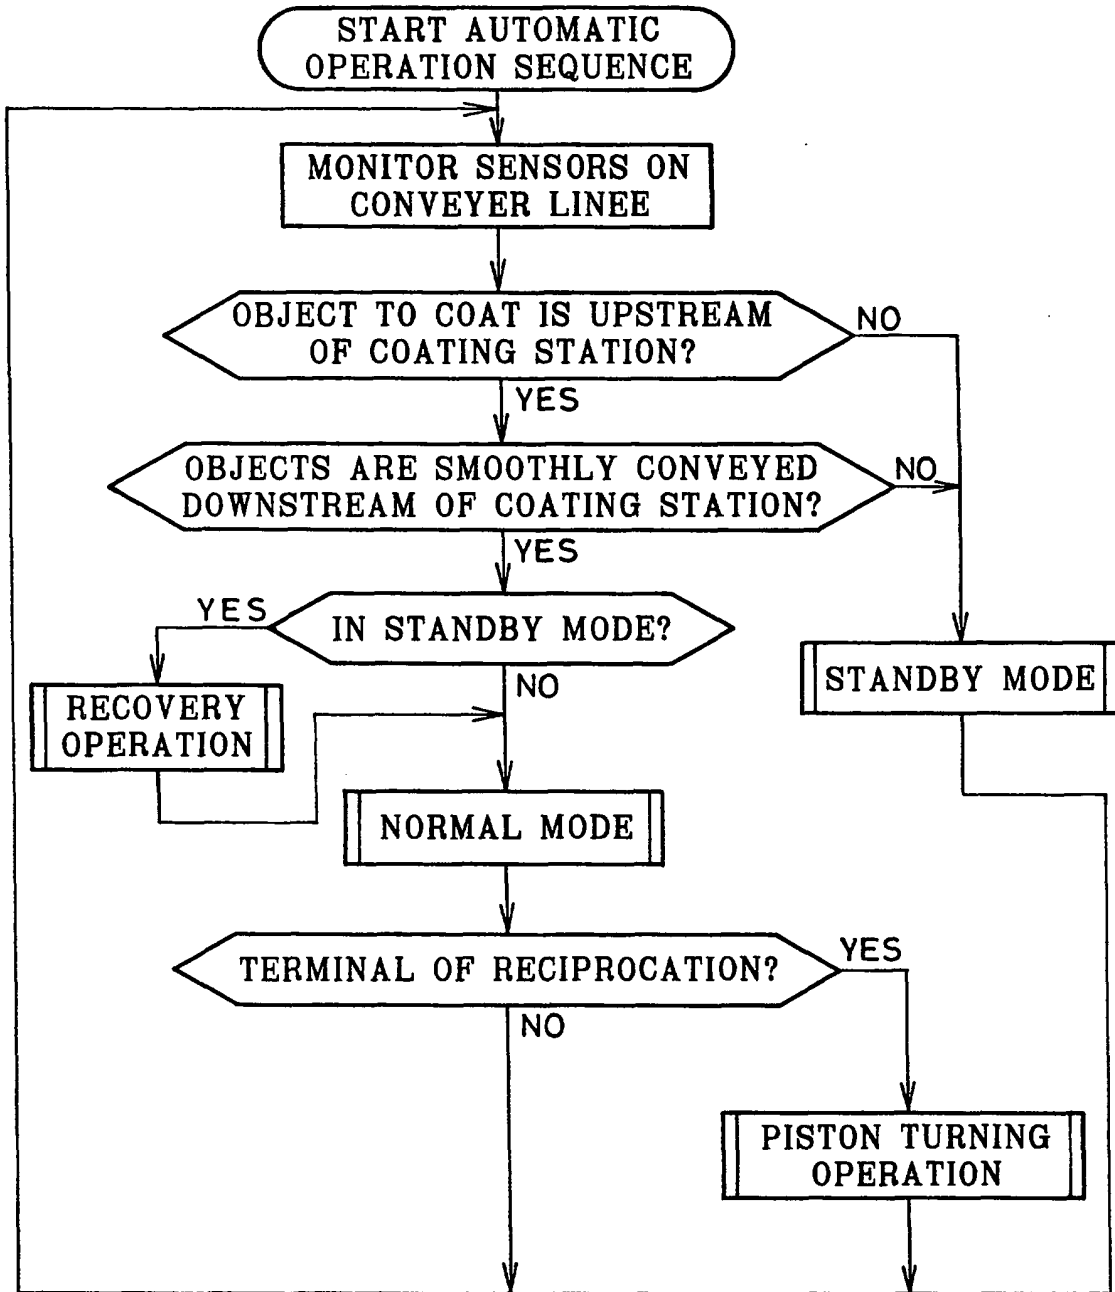 START AUTOMATIC
OPERATION SEQUENCE
MONITOR SENSORS ON
CONVEYER LINEE
OBJECT TO COAT IS UPSTREAM
OF COATING STATION?
NO
YES
OBJECTS ARE SMOOTHLY CONVEYED
DOWNSTREAM OF COATING STATION?
NO
YES
IN STANDBY MODE?
YES
NO
STANDBY MODE
RECOVERY
OPERATION
NORMAL MODE
TERMINAL OF RECIPROCATION?
YES
NO
PISTON TURNING
OPERATION